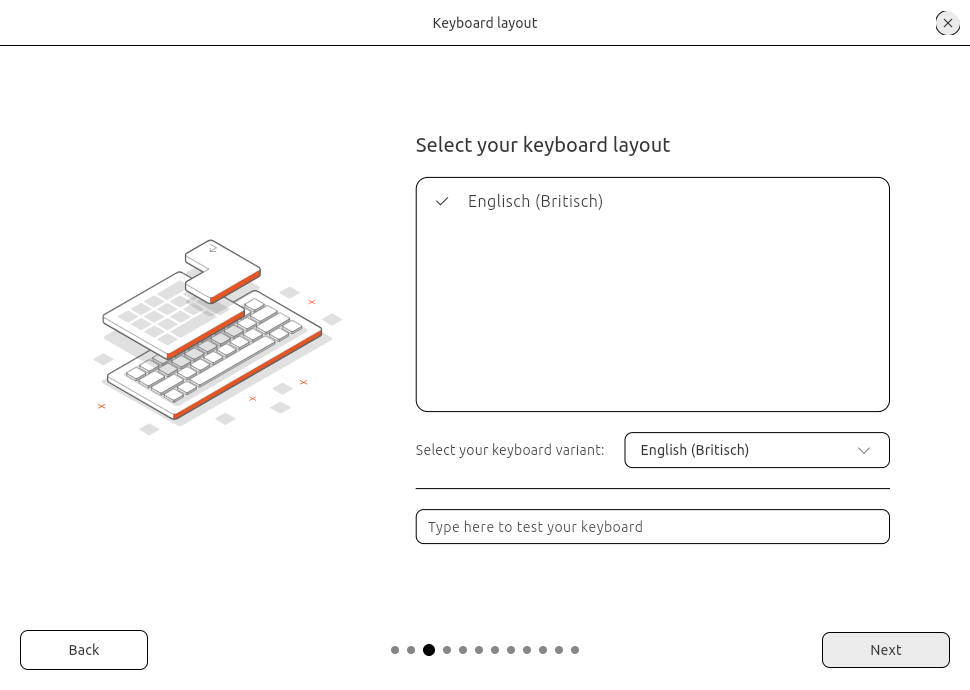 Keyboard layout
Select your keyboard layout
Englisch (Britisch)
Select your keyboard variant:
English (Britisch)
Type here to test your keyboard
Back
Next